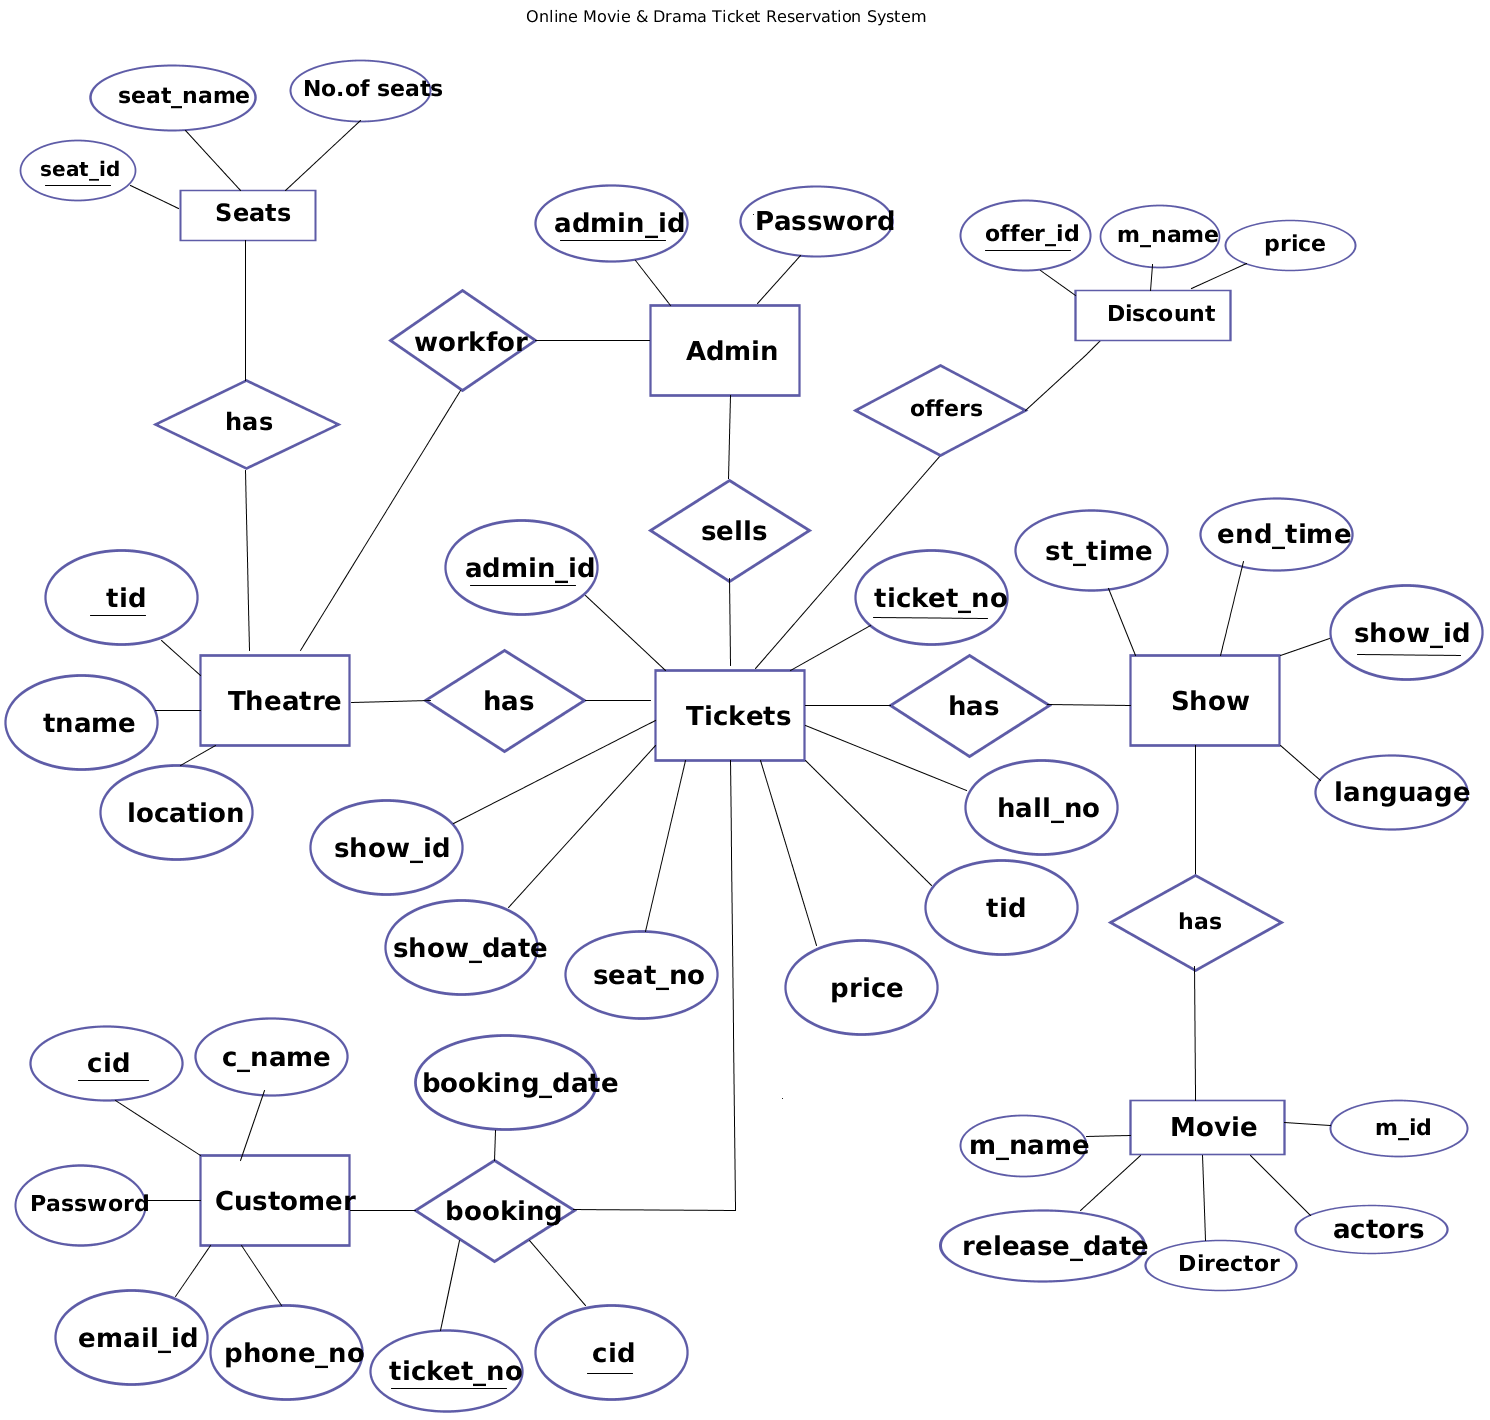 Online Movie & Drama Ticket Reservation System
seat_name
No.of seats
seat_id
Seats
admin_id
Password
offer_id
m_name
price
Discount
workfor
Admin
has
offers
sells
st_time
end_time
tid
admin_id
ticket_no
show_id
Theatre
has
Tickets
has
Show
tname
location
show_id
hall_no
language
show_date
seat_no
price
tid
has
cid
c_name
booking_date
m_name
Movie
m_id
Password
Customer
booking
release_date
Director
actors
email_id
phone_no
ticket_no
cid